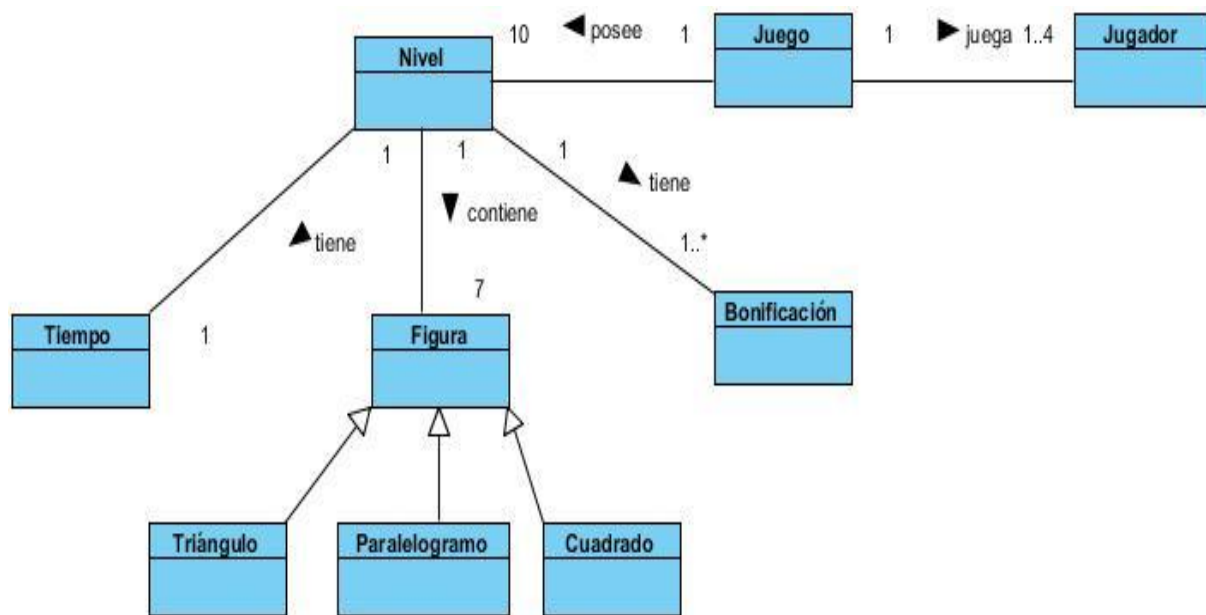 10 posee 1 Juego 1 juega 1..4 Jugador
Nivel
1 1 1
tiene
contiene
tiene
1..*
7
Tiempo 1 Figura Bonificación
Triángulo Paralelogramo Cuadrado